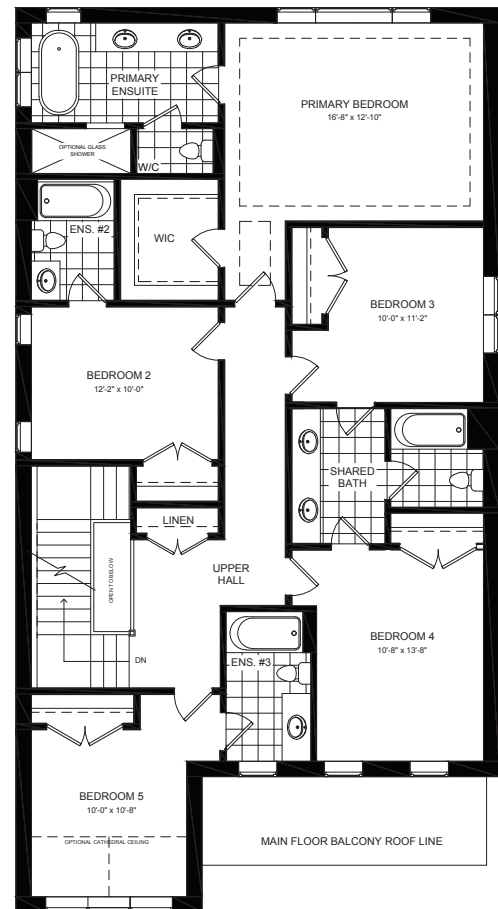 PRIMARY
ENSUITE
PRIMARY BEDROOM
16'-8" x 12'-10"
OPTIONAL GLASS
SHOWER
W/C
ENS. #2
WIC
BEDROOM 3
10'-0" x 11'-2"
BEDROOM 2
12'-2" x 10'-0"
SHARED
BATH
LINEN
OPEN TO BELOW
UPPER
HALL
DN
ENS. #3
BEDROOM 4
10'-8" x 13'-8"
BEDROOM 5
10'-0" x 10'-8"
OPTIONAL CATHEDRAL CEILING
MAIN FLOOR BALCONY ROOF LINE